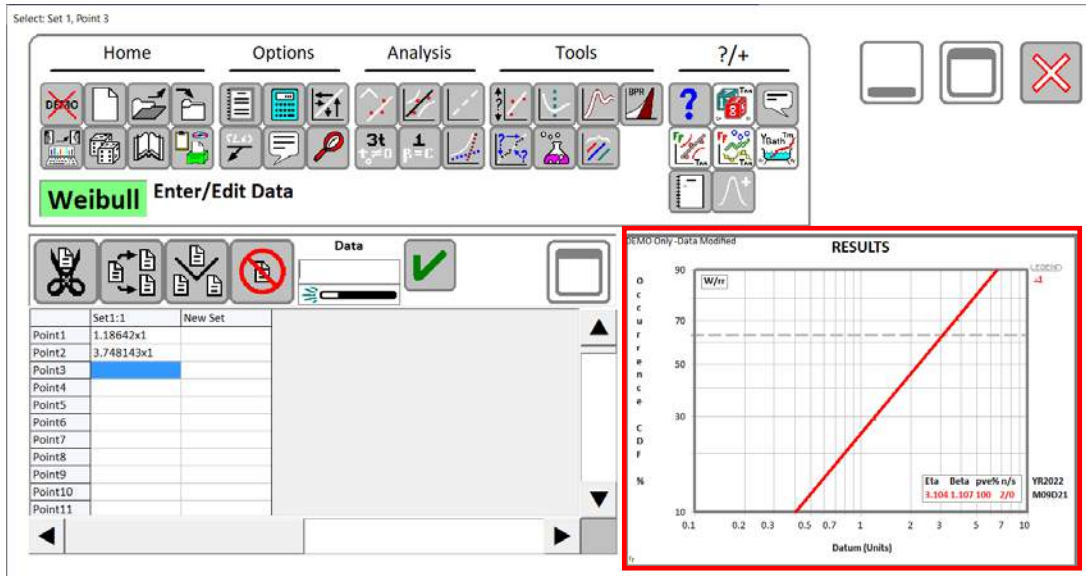 Select: Set 1, Point 3
Home Options Analysis Tools ?/+
DEMO
BPR
?
Weibull Enter/Edit Data
Data
Set1:1 New Set
Point1 1.18642x1
Point2 3.748143x1
Point3
Point4
Point5
Point6
Point7
Point8
Point9
Point10
Point11
DEMO Only -Data Modified
RESULTS
LEGEND
W/rr
Occurrence CDF %
90
70
50
30
10
0.1 0.2 0.3 0.5 0.7 1 2 3 5 7 10
Datum (Units)
Eta Beta pve% n/s
3.104 1.107 100 2/0
YR2022
M09D21